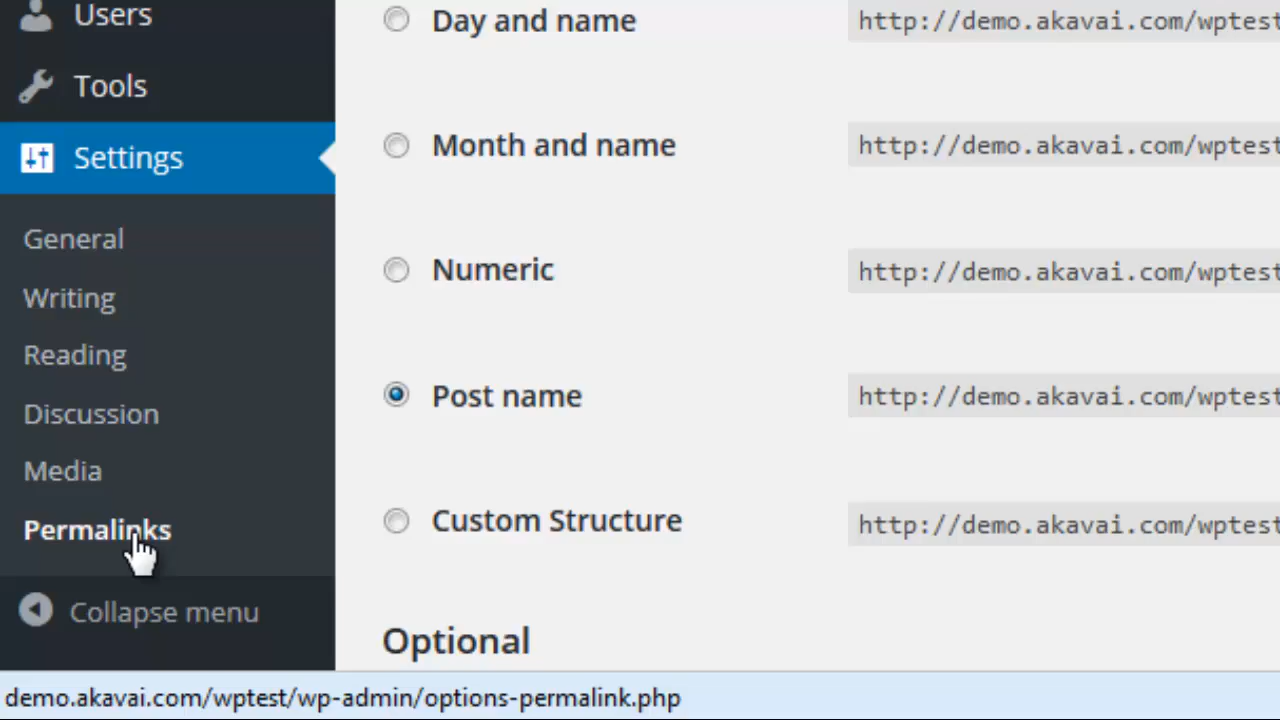 Users
Tools
Settings
General
Writing
Reading
Discussion
Media
Permalinks
Collapse menu
Day and name http://demo.akavai.com/wptest
Month and name http://demo.akavai.com/wptest
Numeric http://demo.akavai.com/wptest
Post name http://demo.akavai.com/wptest
Custom Structure http://demo.akavai.com/wptest
Optional
demo.akavai.com/wptest/wp-admin/options-permalink.php